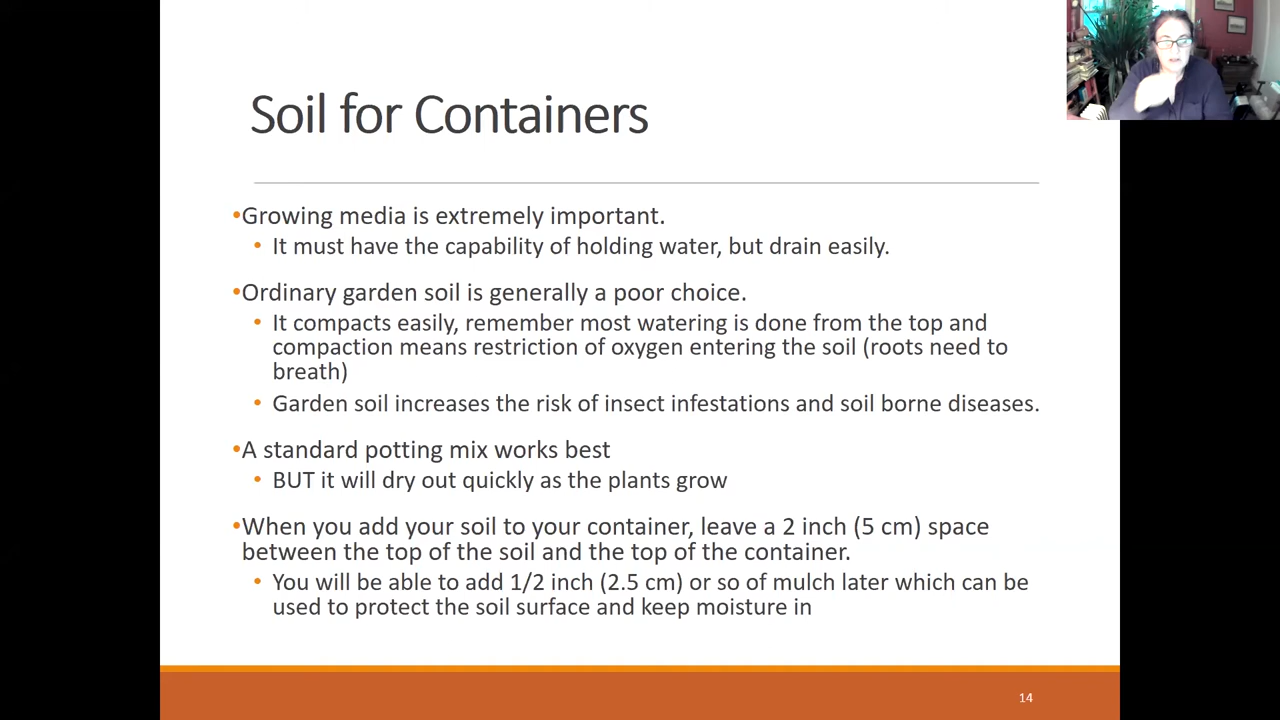 Soil for Containers
•Growing media is extremely important.
• It must have the capability of holding water, but drain easily.
•Ordinary garden soil is generally a poor choice.
• It compacts easily, remember most watering is done from the top and
compaction means restriction of oxygen entering the soil (roots need to
breath)
• Garden soil increases the risk of insect infestations and soil borne diseases.
•A standard potting mix works best
• BUT it will dry out quickly as the plants grow
•When you add your soil to your container, leave a 2 inch (5 cm) space
between the top of the soil and the top of the container.
• You will be able to add 1/2 inch (2.5 cm) or so of mulch later which can be
used to protect the soil surface and keep moisture in
14